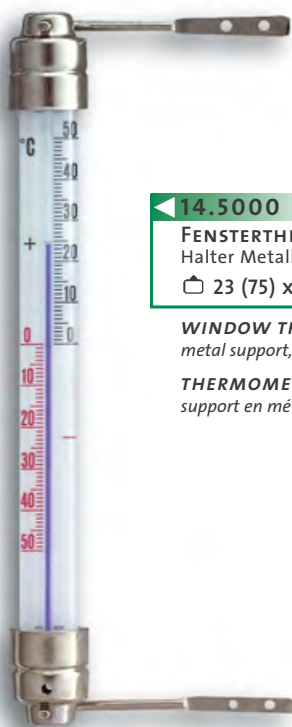 °C
50
40
30
+
20
10
0
0
10
20
30
40
50
14.5000
FENSTERTH
Halter Metall
23 (75) x
WINDOW TH
metal support,
THERMOME
support en mé